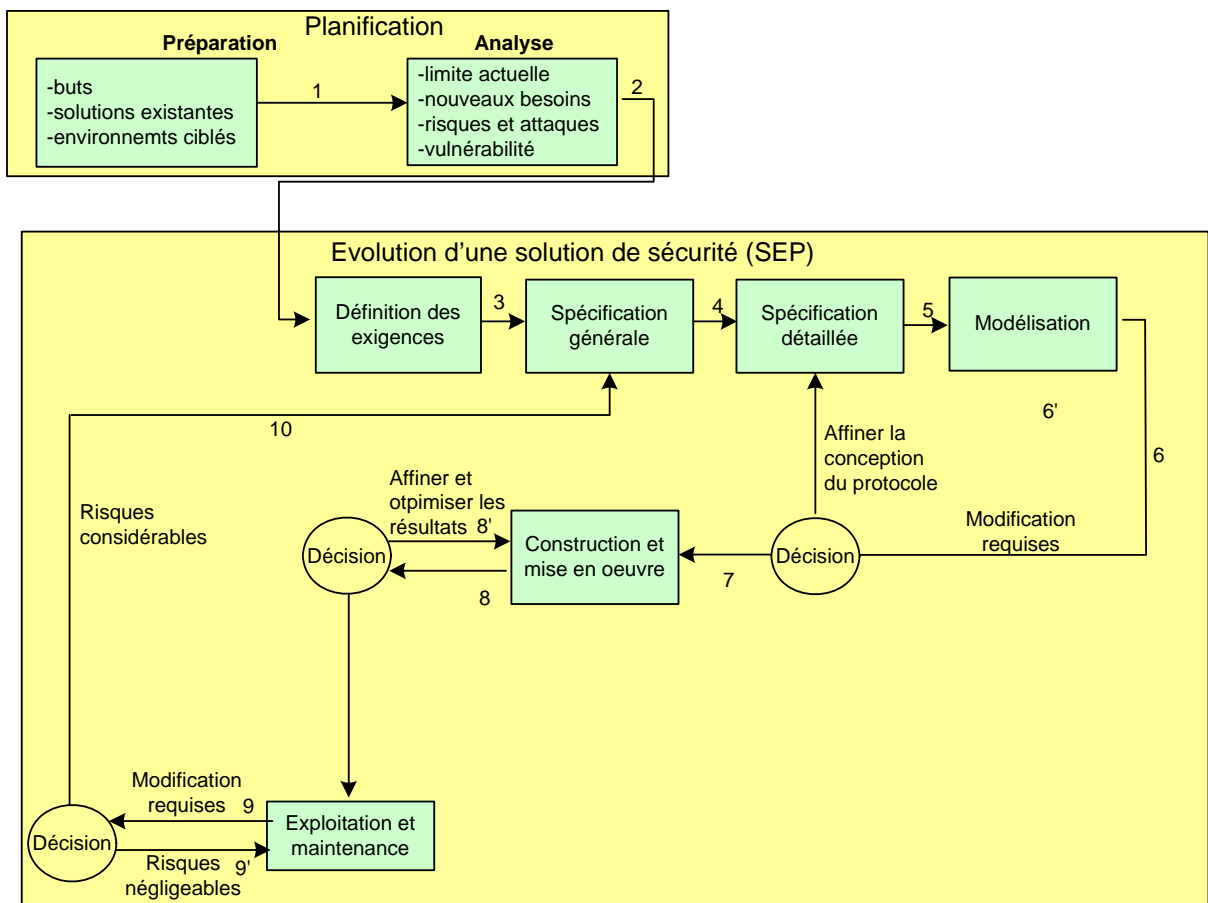 Planification
Préparation
Analyse
-buts
-solutions existantes
-environnemts ciblés
1
-limite actuelle
-nouveaux besoins
-risques et attaques
-vulnérabilité
2
Evolution d'une solution de sécurité (SEP)
Définition des
exigences
3
Spécification
générale
4
Spécification
détaillée
5
Modélisation
6'
6
10
Affiner la
conception
du protocole
Risques
considérables
Affiner et
otpimiser les
résultats
8'
Décision
8
Construction et
mise en oeuvre
7
Décision
Modification
requises
Modification
requises
9
Décision
Exploitation et
maintenance
Risques
négligeables
9'